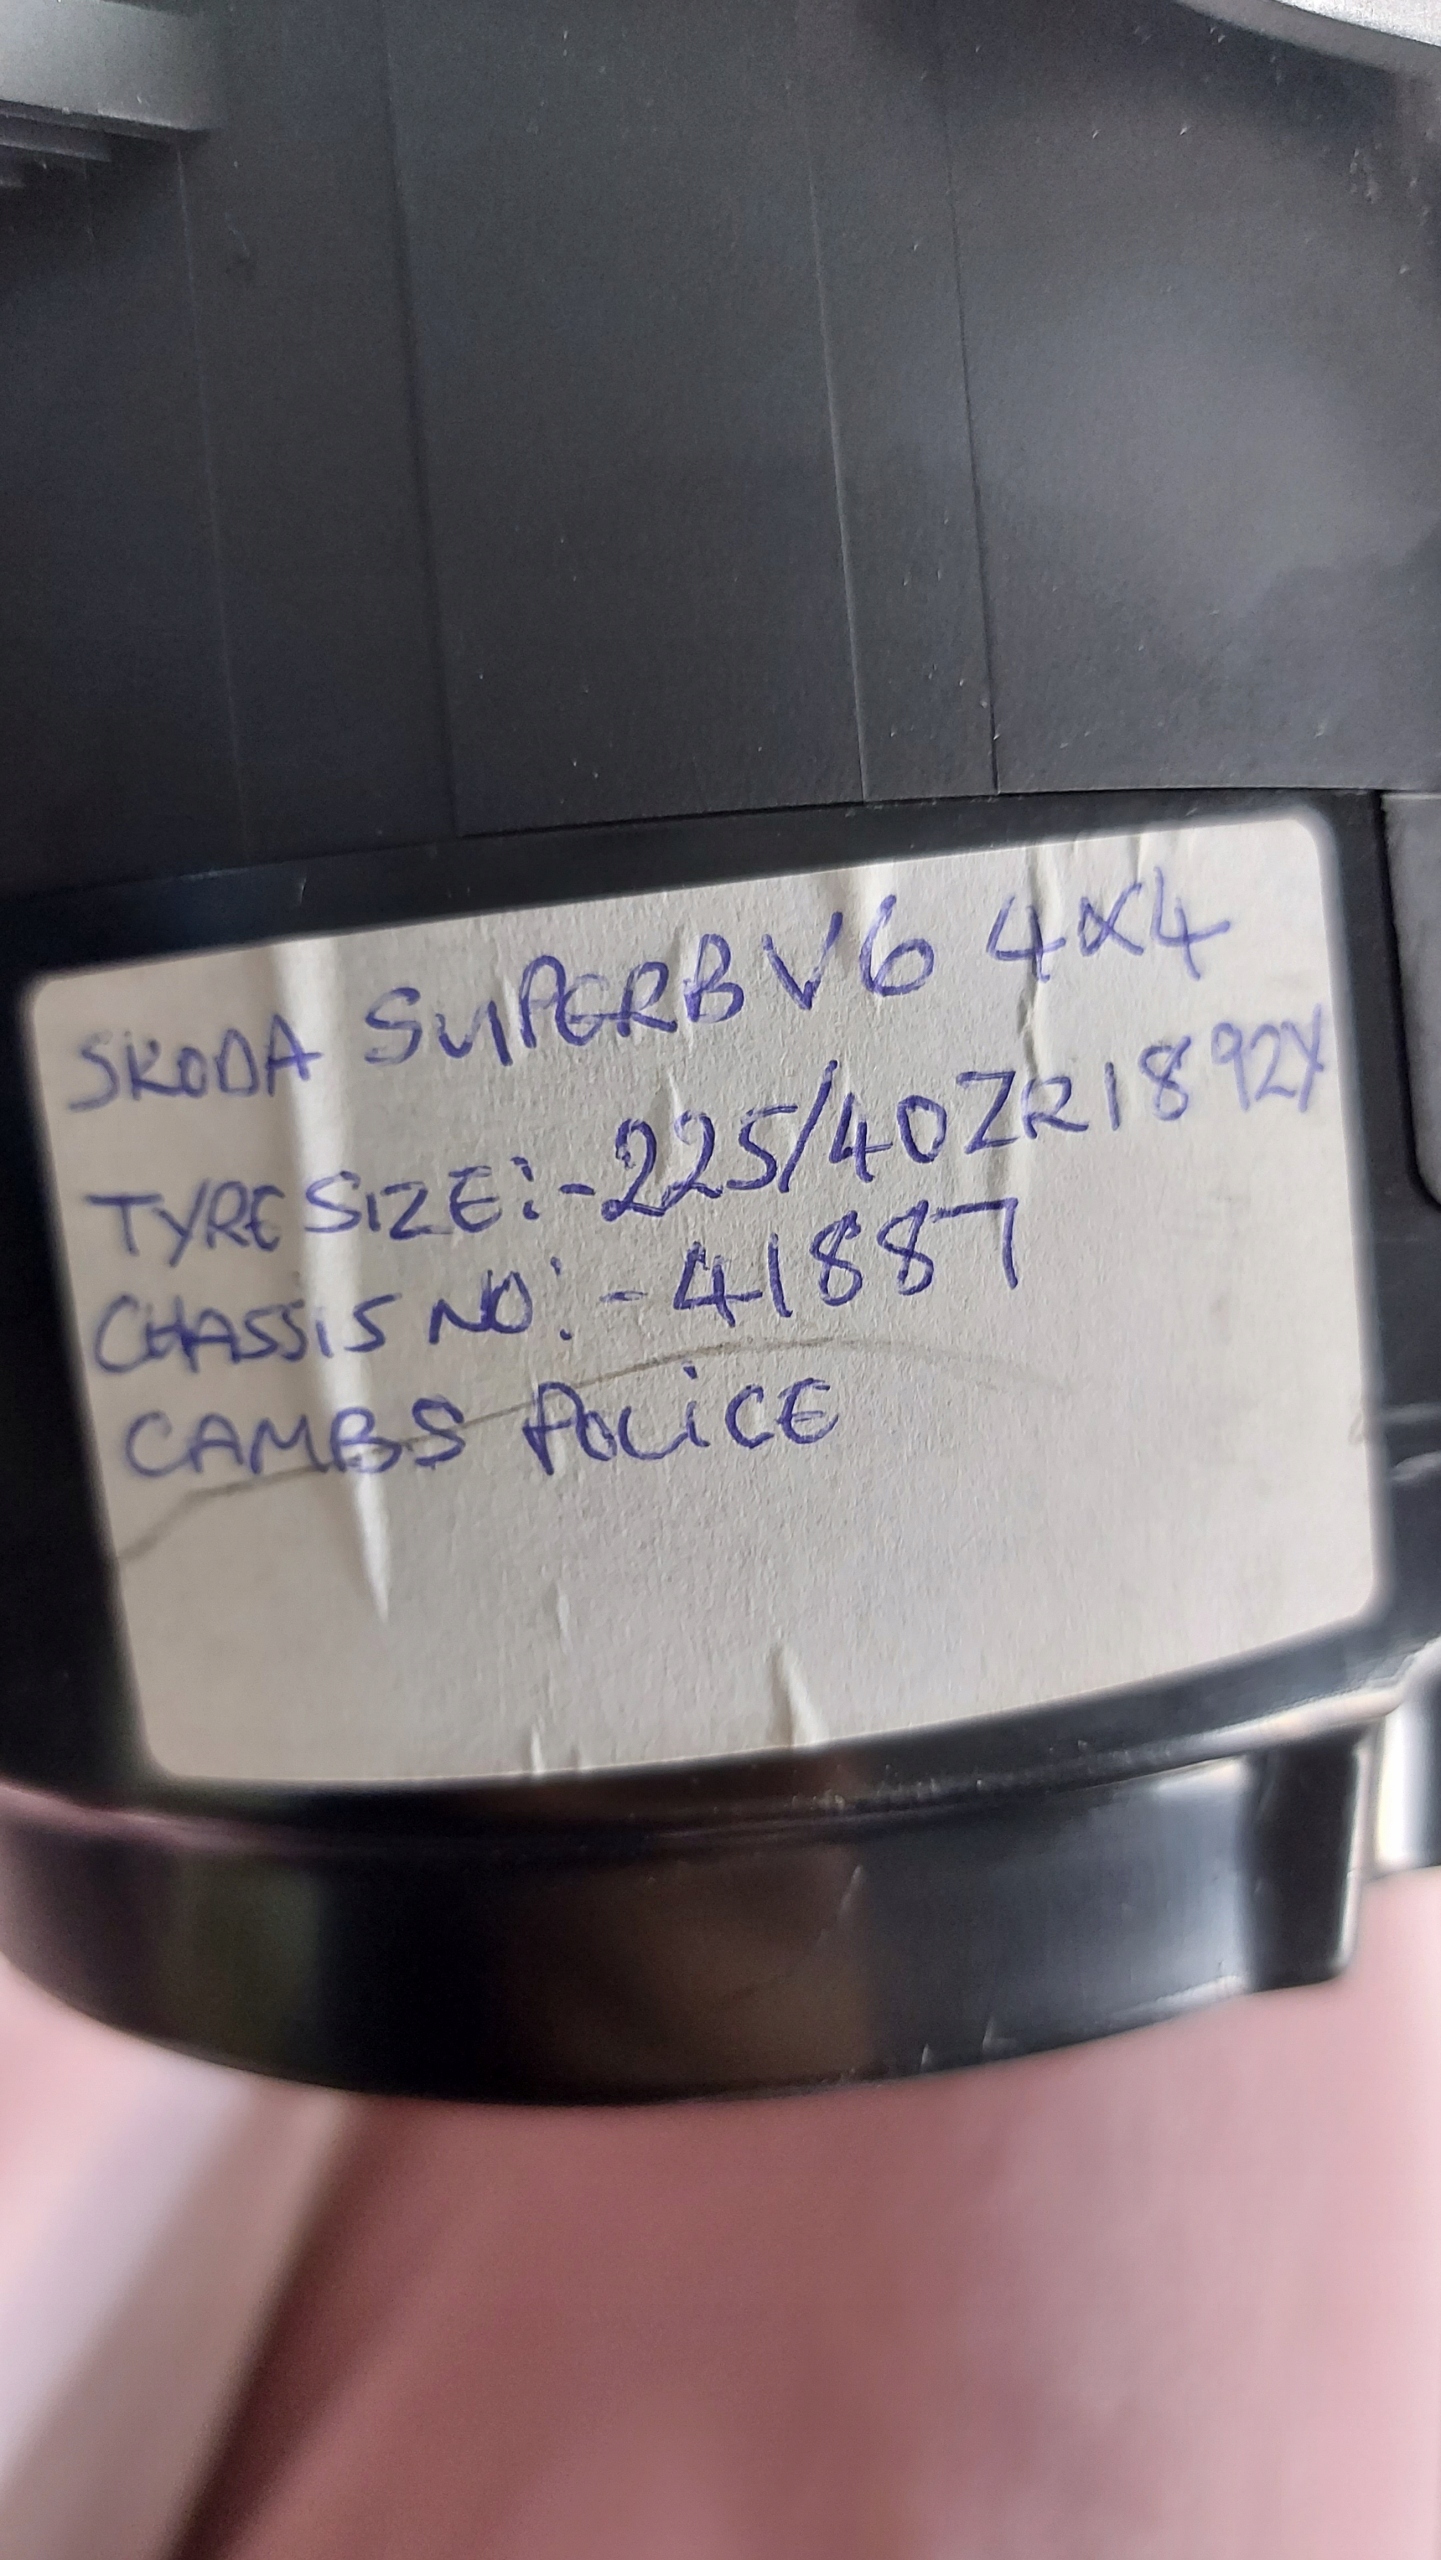 SKODA SUPERB V6 4X4
TYRE SIZE:-225/40ZR18 92Y
CHASSIS NO:-41887
CAMBS POLICE